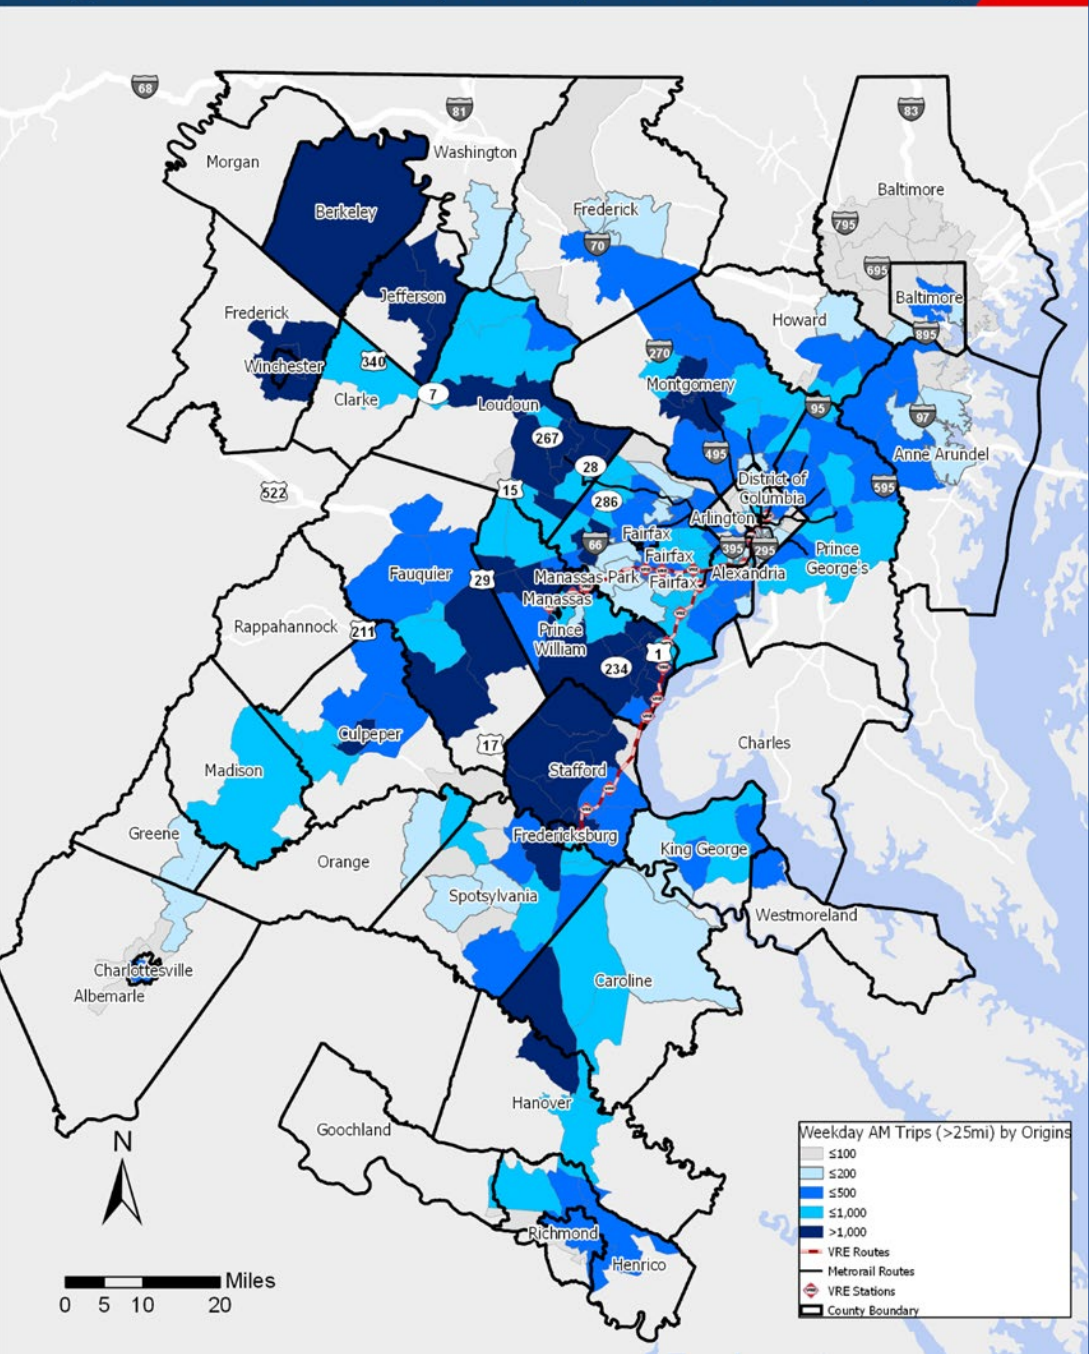 68
81
83
Washington
Morgan
Baltimore
Berkeley
Frederick
795
70
695
Jefferson
Baltimore
Frederick
Howard
895
270
Winchester
340
Montgomery
Clarke
7
Loudoun
95
97
267
495
Anne Arundel
28
District of
Columbia
522
15
286
595
Arlington
Fairfax
66
Fairfax
395
295
Prince
George's
Fauquier
29
Manassas Park
Fairfax
Alexandria
Manassas
Rappahannock
211
Prince
William
1
234
Culpeper
17
Charles
Madison
Stafford
Greene
Fredericksburg
King George
Orange
Spotsylvania
Westmoreland
Charlottesville
Albemarle
Caroline
Hanover
Goochland
N
Richmond
Henrico
Miles
0 5 10 20
Weekday AM Trips (>25mi) by Origins
≤100
≤200
≤500
≤1,000
>1,000
VRE Routes
Metrorail Routes
VRE Stations
County Boundary